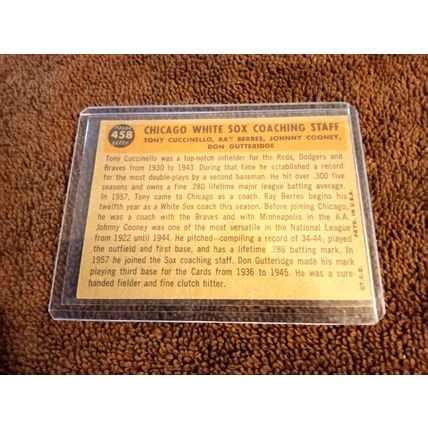 458
CHICAGO WHITE SOX COACHING STAFF
TONY CUCCINELLO, RAY BERRES, JOHNNY COONEY,
DON GUTTERIDGE
Tony Cuccinello was a top-notch infielder for the Reds, Dodgers and
Braves from 1930 to 1943. During that time he established a record
for the most double-plays by a second baseman. He hit over .300 five
seasons and owns a fine .280 lifetime major league batting average.
In 1957, Tony came to Chicago as a coach. Ray Berres begins his
twelfth year as a White Sox coach this season. Before joining Chicago,
he was a coach with the Braves and with Minneapolis in the A.A.
Johnny Cooney was one of the most versatile in the National League
from 1922 until 1944. He pitched—compiling a record of 34-44; played
the outfield and first base, and has a lifetime .286 batting mark. In
1957 he joined the Sox coaching staff. Don Gutteridge made his mark
playing third base for the Cards from 1936 to 1945. He was a sure-
handed fielder and fine clutch hitter.
©T.C.G. PRTD. IN U.S.A.